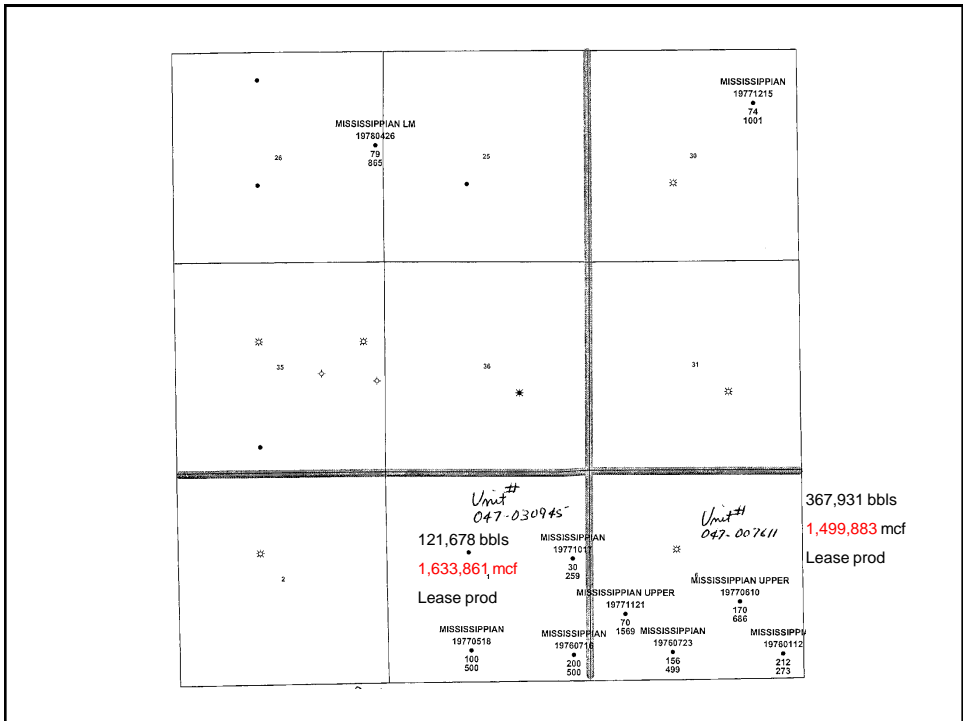 MISSISSIPPIAN
19771215
74
1001
MISSISSIPPIAN LM
19780426
79
865
26
25
30
35
36
31
Unit#
047-030945
121,678 bbls
1,633,861 mcf
Lease prod
1
MISSISSIPPIAN
1977101
30
259
Unit#
047-007611
367,931 bbls
1,499,883 mcf
Lease prod
2
MISSISSIPPIAN UPPER
19771121
70
1569
MISSISSIPPIAN UPPER
19770610
170
686
MISSISSIPPIAN
19770518
100
500
MISSISSIPPIAN
19760716
200
500
MISSISSIPPIAN
19760723
156
499
MISSISSIPPI
19760112
212
273